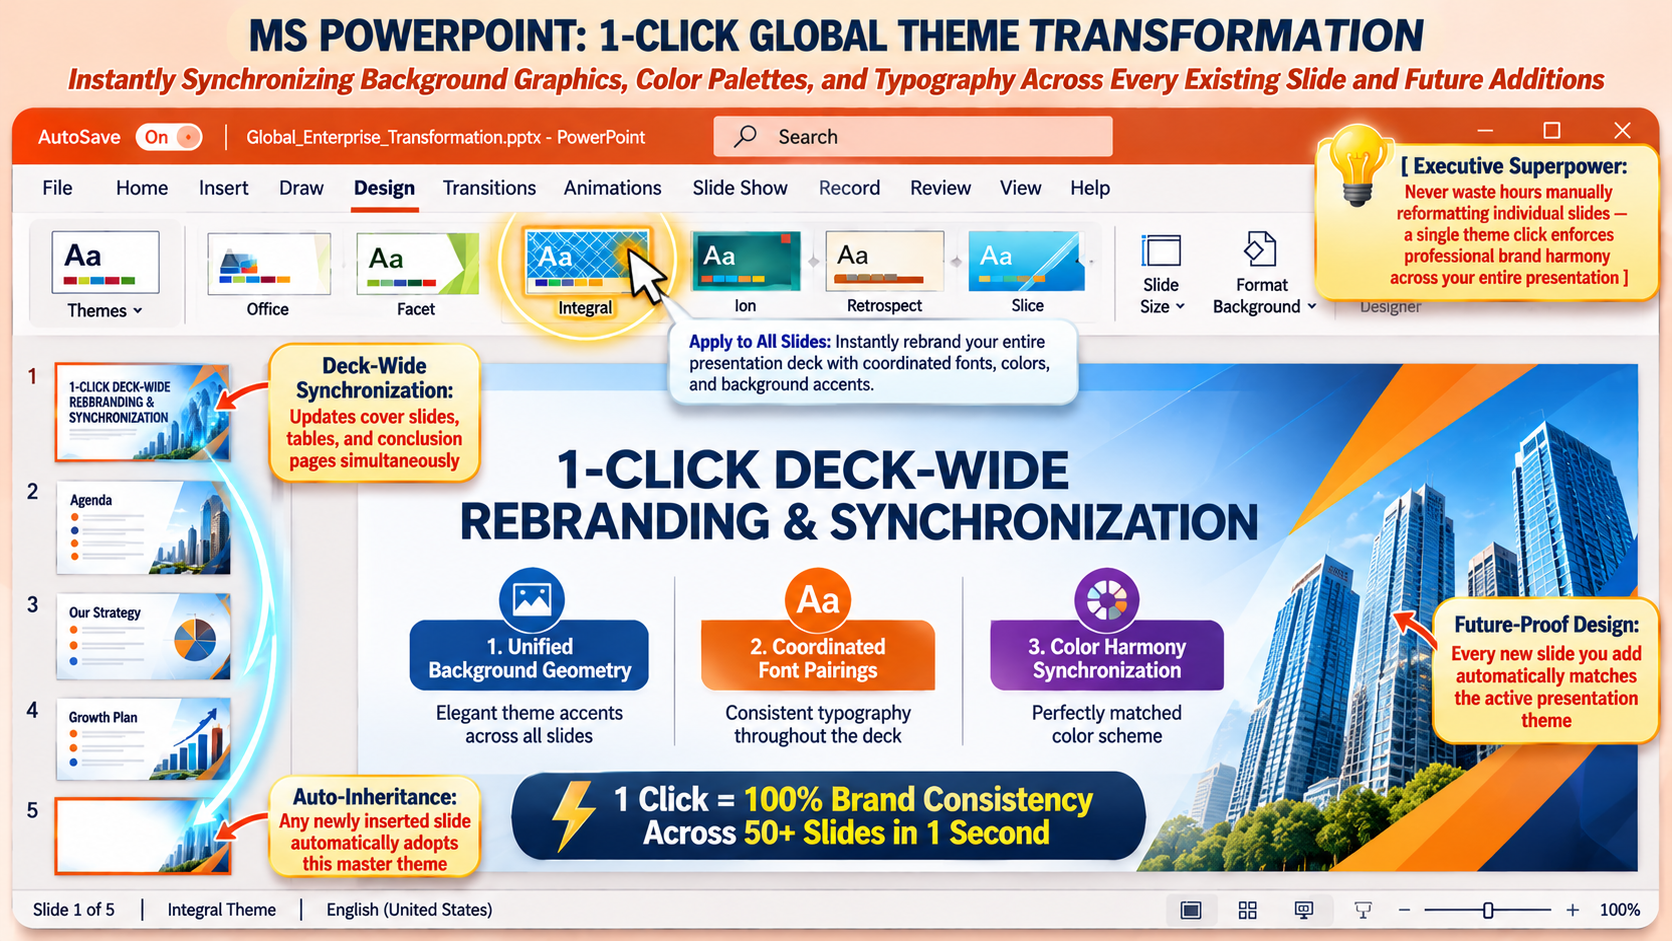 MS POWERPOINT: 1-CLICK GLOBAL THEME TRANSFORMATION
Instantly Synchronizing Background Graphics, Color Palettes, and Typography Across Every Existing Slide and Future Additions
AutoSave On
Global_Enterprise_Transformation.pptx - PowerPoint
Search
File Home Insert Draw Design Transitions Animations Slide Show Record Review View Help
[ Executive Superpower:
Never waste hours manually
reformatting individual slides —
a single theme click enforces
professional brand harmony
across your entire presentation ]
Aa
Themes
Office
Aa
Facet
Aa
Integral
Aa
Ion
Aa
Retrospect
Aa
Slice
Slide
Size
Format
Background
Designer
Apply to All Slides: Instantly rebrand your entire
presentation deck with coordinated fonts, colors,
and background accents.
1
1-CLICK DECK-WIDE
REBBRANDING &
SYNCHRONIZATION
Deck-Wide
Synchronization:
Updates cover slides,
tables, and conclusion
pages simultaneously
2
Agenda
3
Our Strategy
4
Growth Plan
5
Auto-Inheritance:
Any newly inserted slide
automatically adopts
this master theme
1-CLICK DECK-WIDE
REBRANDING & SYNCHRONIZATION
1. Unified
Background Geometry
Elegant theme accents
across all slides
Aa
2. Coordinated
Font Pairings
Consistent typography
throughout the deck
3. Color Harmony
Synchronization
Perfectly matched
color scheme
1 Click = 100% Brand Consistency
Across 50+ Slides in 1 Second
Future-Proof Design:
Every new slide you add
automatically matches
the active presentation
theme
Slide 1 of 5 Integral Theme English (United States)
100%